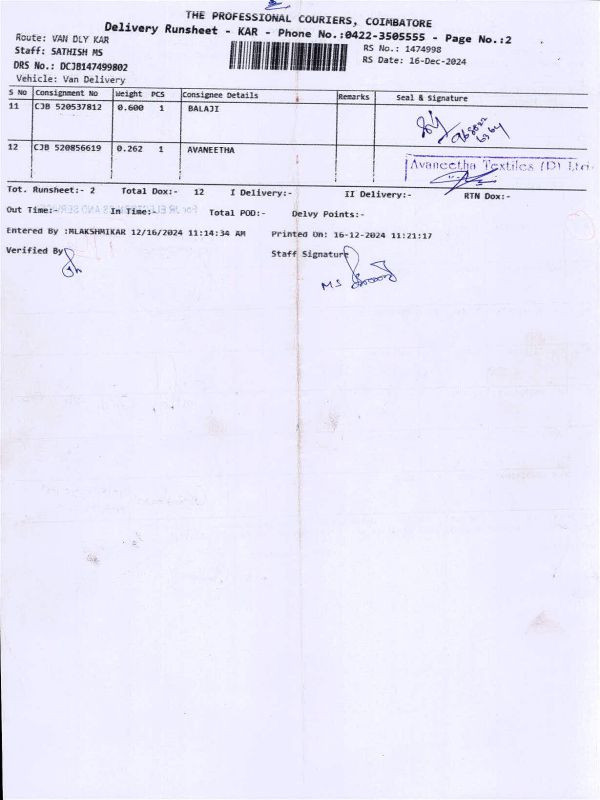 THE PROFESSIONAL COURIERS, COIMBATORE
Delivery Runsheet - KAR - Phone No.:0422-3505555 - Page No.:2
Route: VAN DLY KAR
RS No.: 1474998
Staff: SATHISH MS
RS Date: 16-Dec-2024
DRS No.: DCJB147499802
Vehicle: Van Delivery
S No Consignment No Weight PCS Consignee Details Remarks Seal & Signature
11 CJB 520537812 0.600 1 BALAJI
12 CJB 520856619 0.262 1 AVANEETHA
Avaneetha Textiles (P) Ltd.
Tot. Runsheet:- 2 Total Dox:- 12 I Delivery:- II Delivery:- RTN Dox:-
Out Time:- In Time:- Total POD:- Delvy Points:-
Entered By :MLAKSHMIKAR 12/16/2024 11:14:34 AM Printed On: 16-12-2024 11:21:17
Verified By
Staff Signature
MS